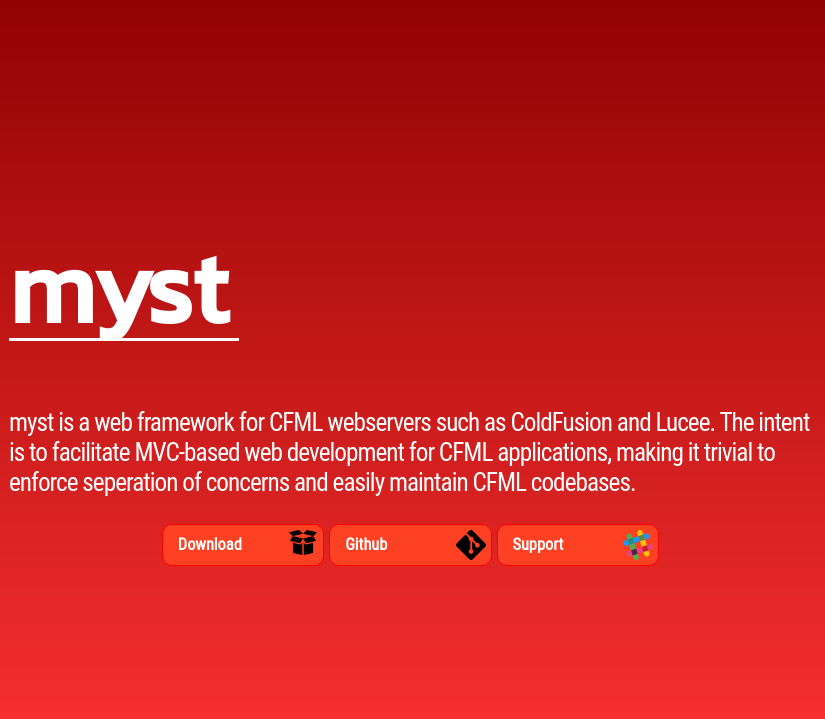 myst
myst is a web framework for CFML webservers such as ColdFusion and Lucee. The intent
is to facilitate MVC-based web development for CFML applications, making it trivial to
enforce seperation of concerns and easily maintain CFML codebases.
Download
Github
Support